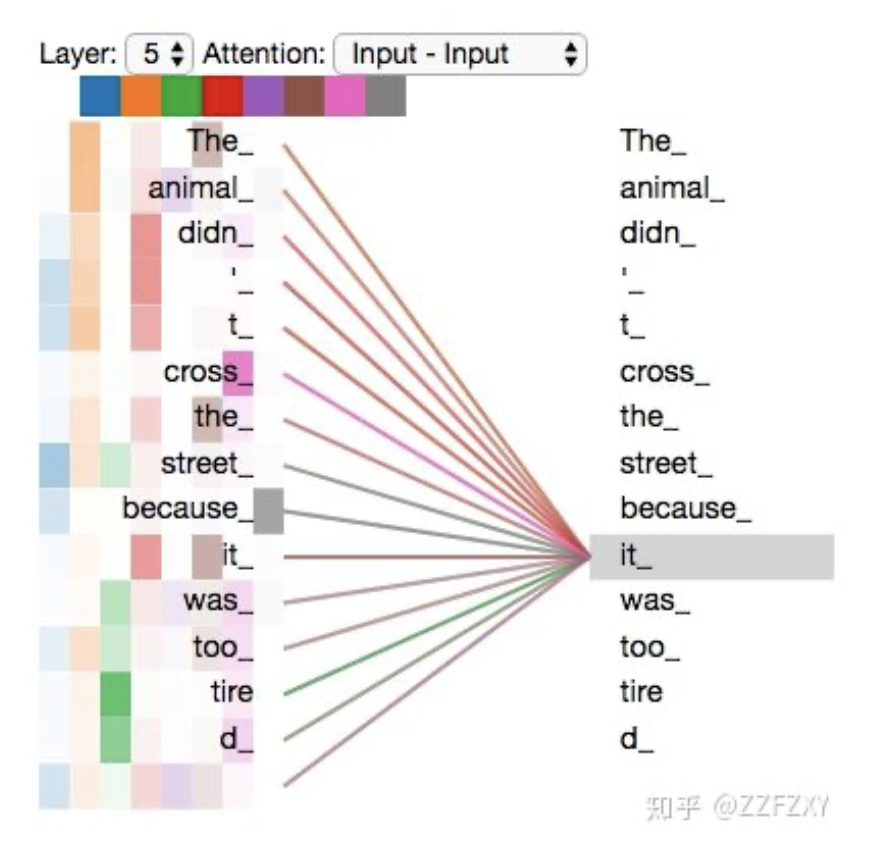 Layer: 5 Attention: Input - Input
The_ The_
animal_ animal_
didn_ didn_
'_ '_
t_ t_
cross_ cross_
the_ the_
street_ street_
because_ because_
it_ it_
was_ was_
too_ too_
tire tire
d_ d_
知乎 @ZZFZXY